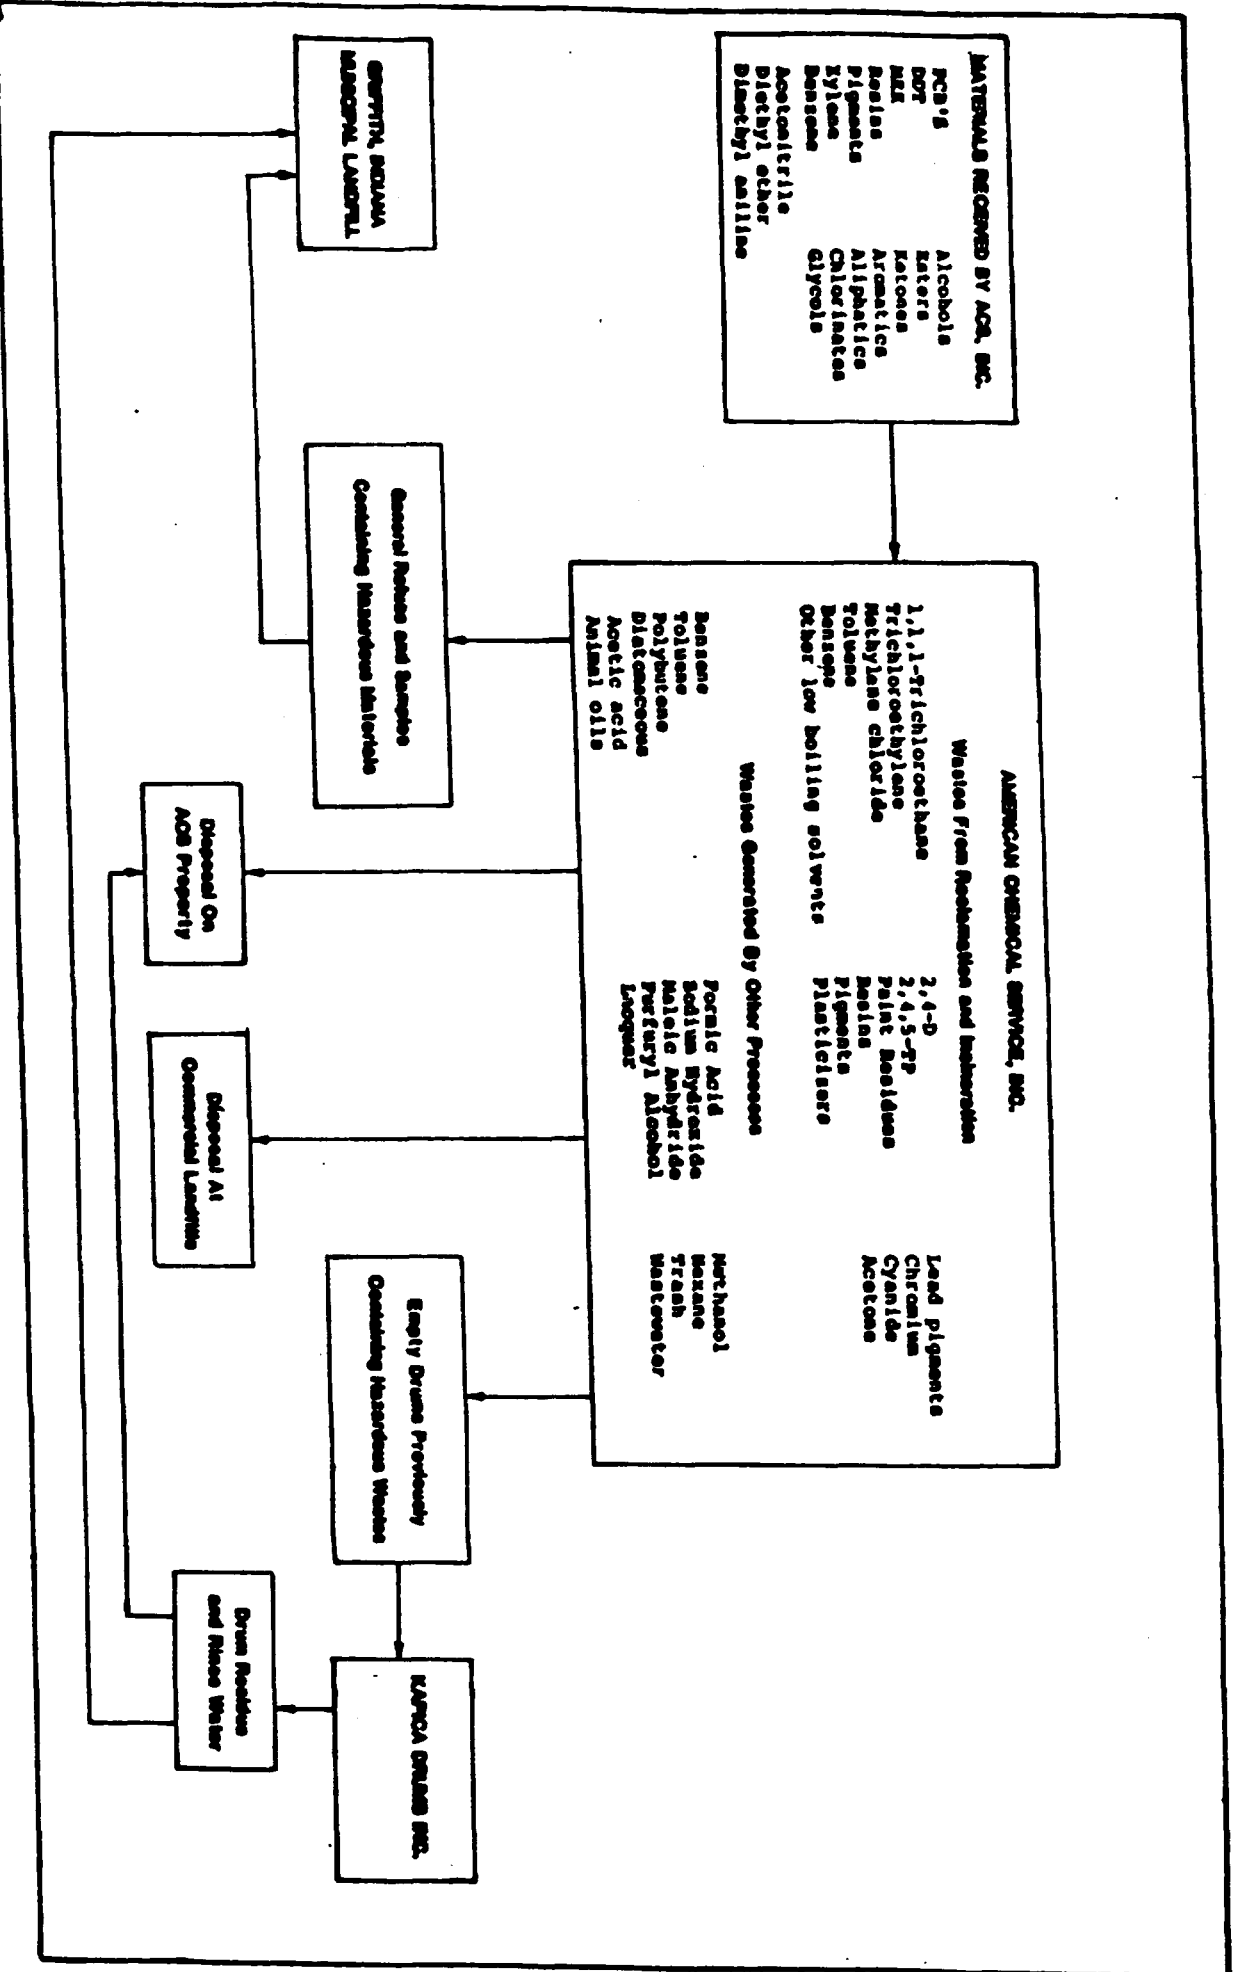 MATERIALS RECEIVED BY ACS, INC.
PCB'S
DDT
MEK
Resins
Pigments
Xylene
Benzene
Acetonitrile
Diethyl ether
Dimethyl aniline
Alcohols
Esters
Ketones
Aromatics
Aliphatics
Chlorinates
Glycols
AMERICAN CHEMICAL SERVICE, INC.
Wastes From Reclamation and Incineration
1,1,1-Trichloroethane
Trichloroethylene
Methylene chloride
Toluene
Benzene
Other low boiling solvents
2,4-D
2,4,5-TP
Paint Residues
Resins
Pigments
Plasticizers
Lead pigments
Chromium
Cyanide
Acetone
Wastes Generated By Other Processes
Benzene
Toluene
Polybutene
Diatomaceous
Acetic acid
Animal oils
Formic Acid
Sodium Hydroxide
Maleic Anhydride
Furfuryl Alcohol
Lacquer
Methanol
Hexane
Trash
Wastewater
GRIFFITH, INDIANA
MUNICIPAL LANDFILL
General Refuse and Samples
Containing Hazardous Materials
Disposal On
ACS Property
Disposal At
Commercial Landfills
Empty Drums Previously
Containing Hazardous Wastes
KAPICA DRUMS INC.
Drum Residue
and Rinse Water